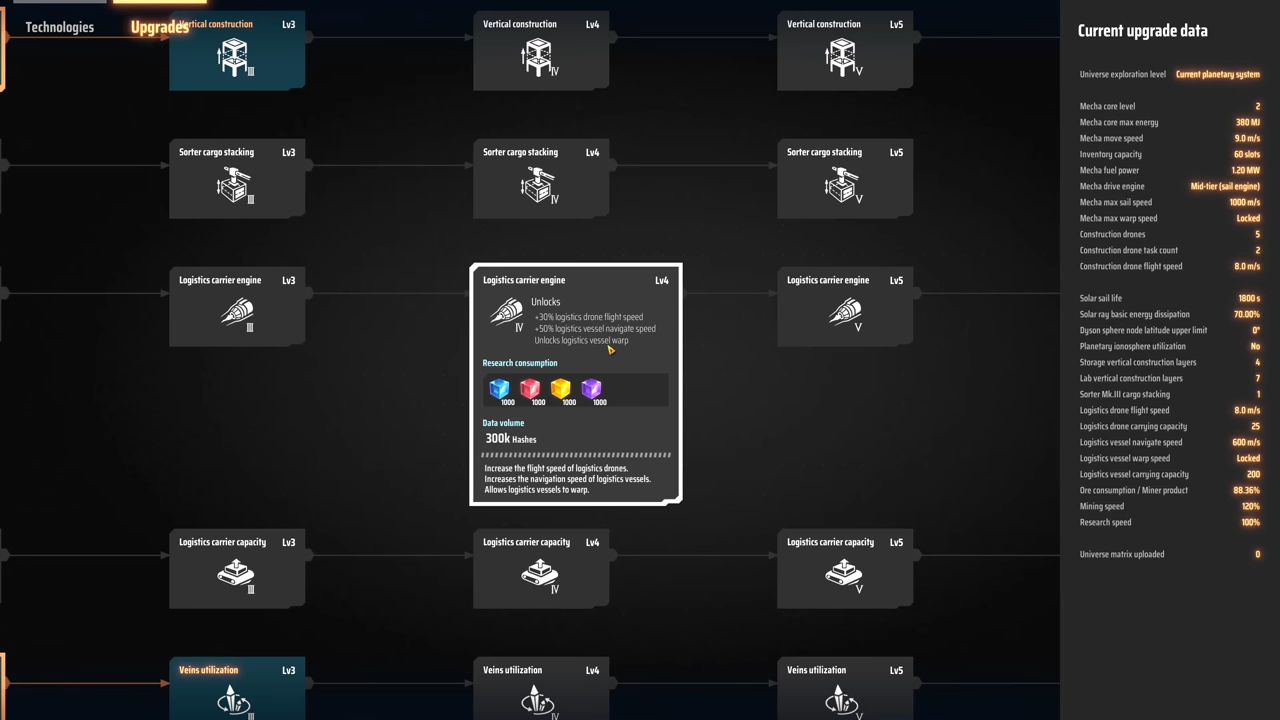 Technologies
Upgrades
Vertical construction Lv3
III
Vertical construction Lv4
IV
Vertical construction Lv5
V
Sorter cargo stacking Lv3
III
Sorter cargo stacking Lv4
IV
Sorter cargo stacking Lv5
V
Logistics carrier engine Lv3
III
Logistics carrier engine Lv4
IV
Unlocks
+30% logistics drone flight speed
+50% logistics vessel navigate speed
Unlocks logistics vessel warp
Research consumption
1000 1000 1000 1000
Data volume
300k Hashes
Increase the flight speed of logistics drones.
Increases the navigation speed of logistics vessels.
Allows logistics vessels to warp.
Logistics carrier engine Lv5
V
Logistics carrier capacity Lv3
III
Logistics carrier capacity Lv4
IV
Logistics carrier capacity Lv5
V
Veins utilization Lv3
III
Veins utilization Lv4
IV
Veins utilization Lv5
V
Current upgrade data
Universe exploration level Current planetary system
Mecha core level 2
Mecha core max energy 380 MJ
Mecha move speed 9.0 m/s
Inventory capacity 60 slots
Mecha fuel power 1.20 MW
Mecha drive engine Mid-tier (sail engine)
Mecha max sail speed 1000 m/s
Mecha max warp speed Locked
Construction drones 5
Construction drone task count 2
Construction drone flight speed 8.0 m/s
Solar sail life 1800 s
Solar ray basic energy dissipation 70.00%
Dyson sphere node latitude upper limit 0°
Planetary ionosphere utilization No
Storage vertical construction layers 4
Lab vertical construction layers 7
Sorter Mk.III cargo stacking 1
Logistics drone flight speed 8.0 m/s
Logistics drone carrying capacity 25
Logistics vessel navigate speed 600 m/s
Logistics vessel warp speed Locked
Logistics vessel carrying capacity 200
Ore consumption / Miner product 88.36%
Mining speed 120%
Research speed 100%
Universe matrix uploaded 0